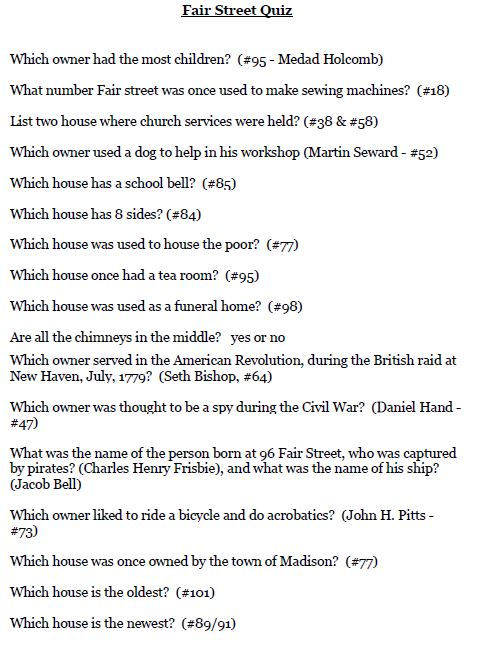 Fair Street Quiz
Which owner had the most children?  (#95 - Medad Holcomb)
What number Fair street was once used to make sewing machines?  (#18)
List two house where church services were held? (#38 & #58)
Which owner used a dog to help in his workshop (Martin Seward - #52)
Which house has a school bell?  (#85)
Which house has 8 sides? (#84)
Which house was used to house the poor?  (#77)
Which house once had a tea room?  (#95)
Which house was used as a funeral home?  (#98)
Are all the chimneys in the middle?   yes or no
Which owner served in the American Revolution, during the British raid at
New Haven, July, 1779?  (Seth Bishop, #64)
Which owner was thought to be a spy during the Civil War?  (Daniel Hand -
#47)
What was the name of the person born at 96 Fair Street, who was captured
by pirates? (Charles Henry Frisbie), and what was the name of his ship?
(Jacob Bell)
Which owner liked to ride a bicycle and do acrobatics?  (John H. Pitts -
#73)
Which house was once owned by the town of Madison?  (#77)
Which house is the oldest?  (#101)
Which house is the newest?  (#89/91)